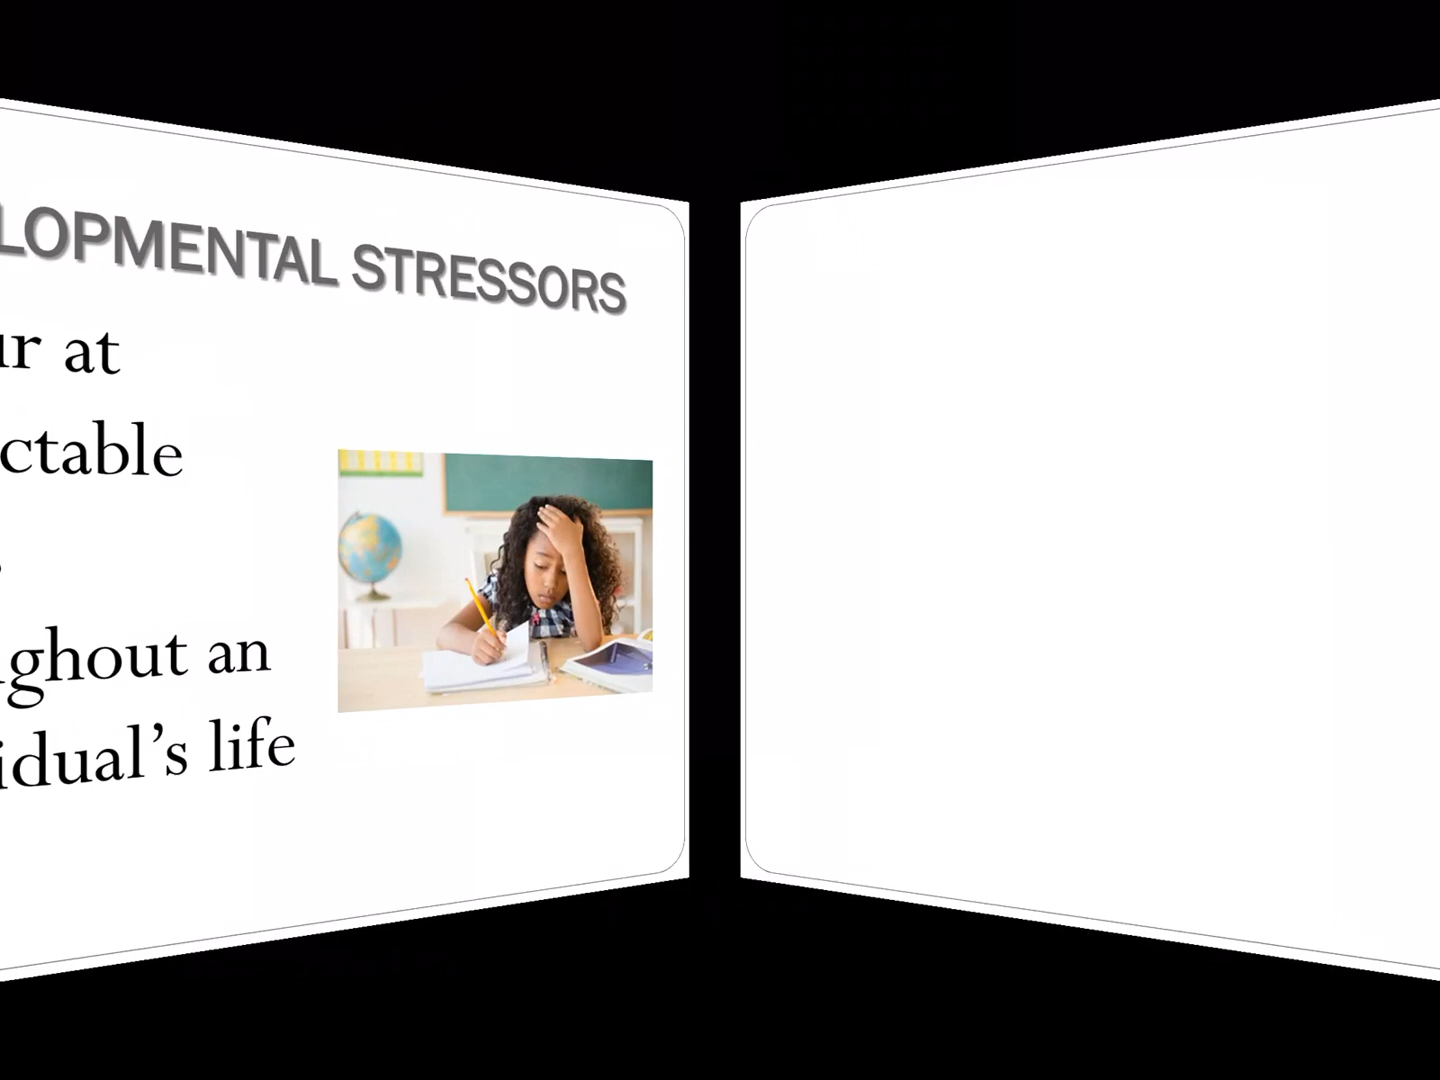 LOPMENTAL STRESSORS
ur at
ctable
ghout an
idual’s life